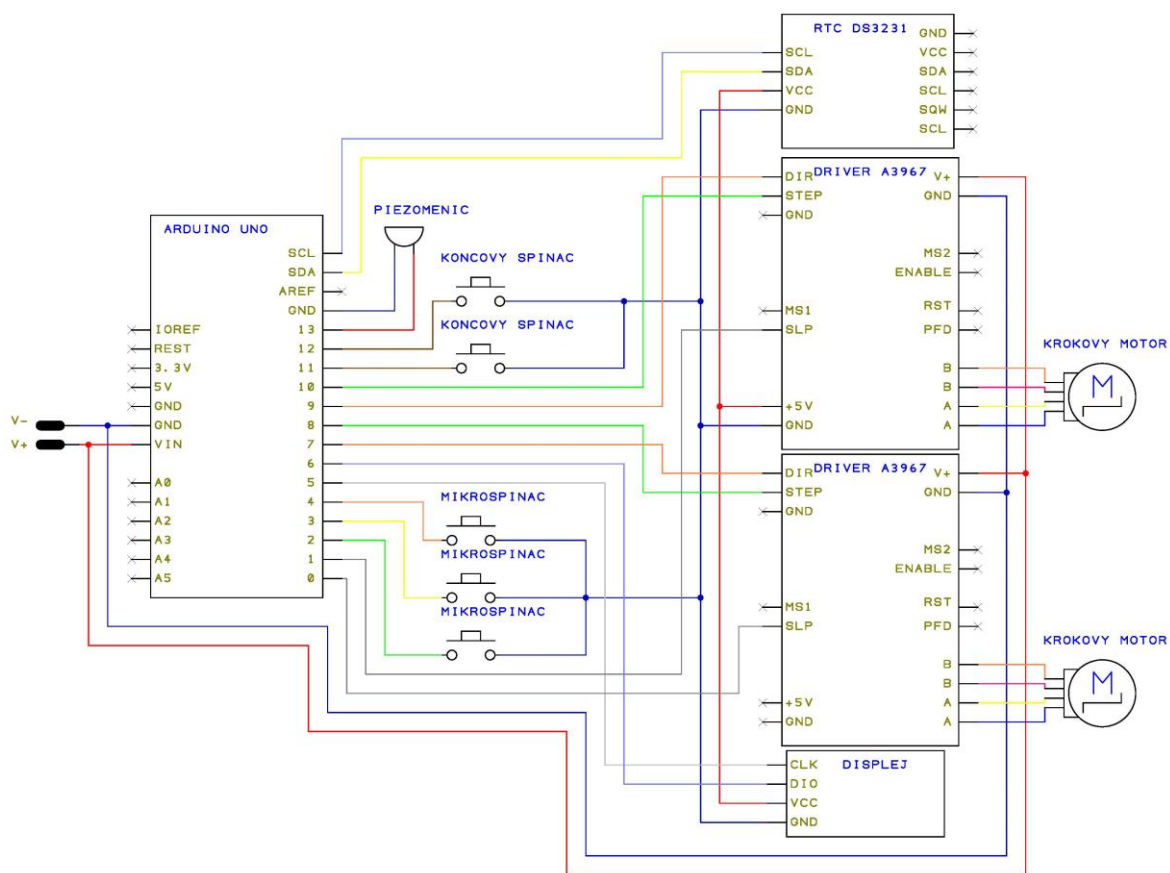 RTC DS3231
GND
VCC
SDA
SCL
SQW
SCL
SCL
SDA
VCC
GND
DRIVER A3967
DIR
STEP
GND
MS1
SLP
+5V
GND
V+
GND
MS2
ENABLE
RST
PFD
B
B
A
A
KROKOVY MOTOR
M
ARDUINO UNO
SCL
SDA
AREF
GND
13
12
11
10
9
8
7
6
5
4
3
2
1
0
IOREF
REST
3.3V
5V
GND
GND
VIN
A0
A1
A2
A3
A4
A5
V-
V+
PIEZOMENIC
KONCOVY SPINAC
KONCOVY SPINAC
MIKROSPINAC
MIKROSPINAC
MIKROSPINAC
DRIVER A3967
DIR
STEP
GND
MS1
SLP
+5V
GND
V+
GND
MS2
ENABLE
RST
PFD
B
B
A
A
KROKOVY MOTOR
M
DISPLEJ
CLK
DIO
VCC
GND